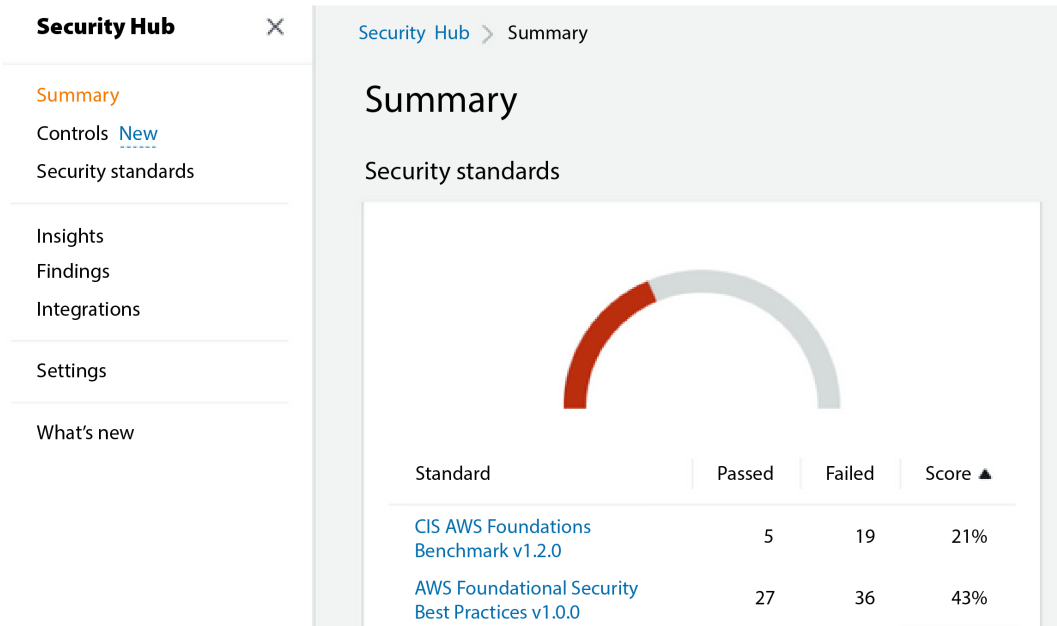 Security Hub
Summary
Controls New
Security standards
Insights
Findings
Integrations
Settings
What's new
Security Hub > Summary
Summary
Security standards
Standard Passed Failed Score ▲
CIS AWS Foundations
Benchmark v1.2.0
5 19 21%
AWS Foundational Security
Best Practices v1.0.0
27 36 43%